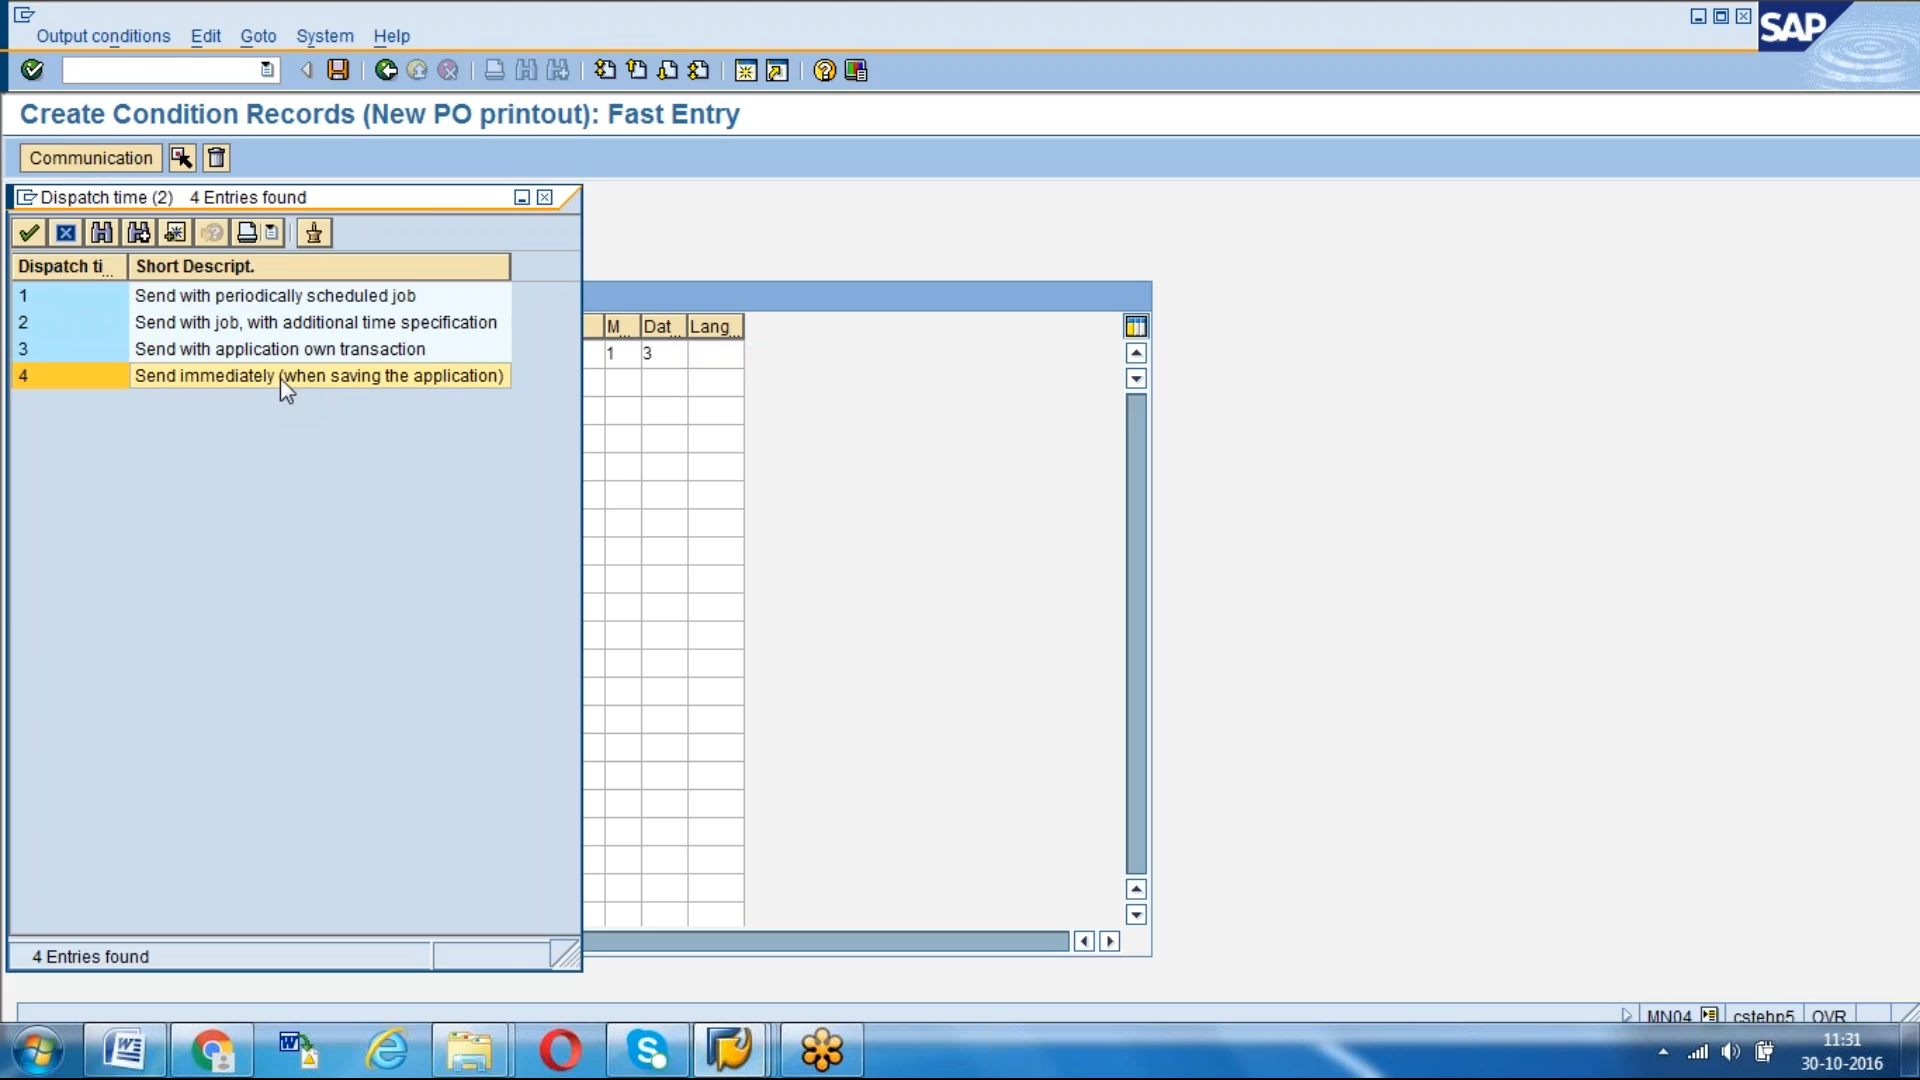 Output conditions Edit Goto System Help
SAP
Create Condition Records (New PO printout): Fast Entry
Communication
Dispatch time (2) 4 Entries found
Dispatch ti... Short Descript.
1 Send with periodically scheduled job
2 Send with job, with additional time specification
3 Send with application own transaction
4 Send immediately (when saving the application)
M... Dat... Lang...
1 3
4 Entries found
MN04 cstehp5 OVR
11:31
30-10-2016